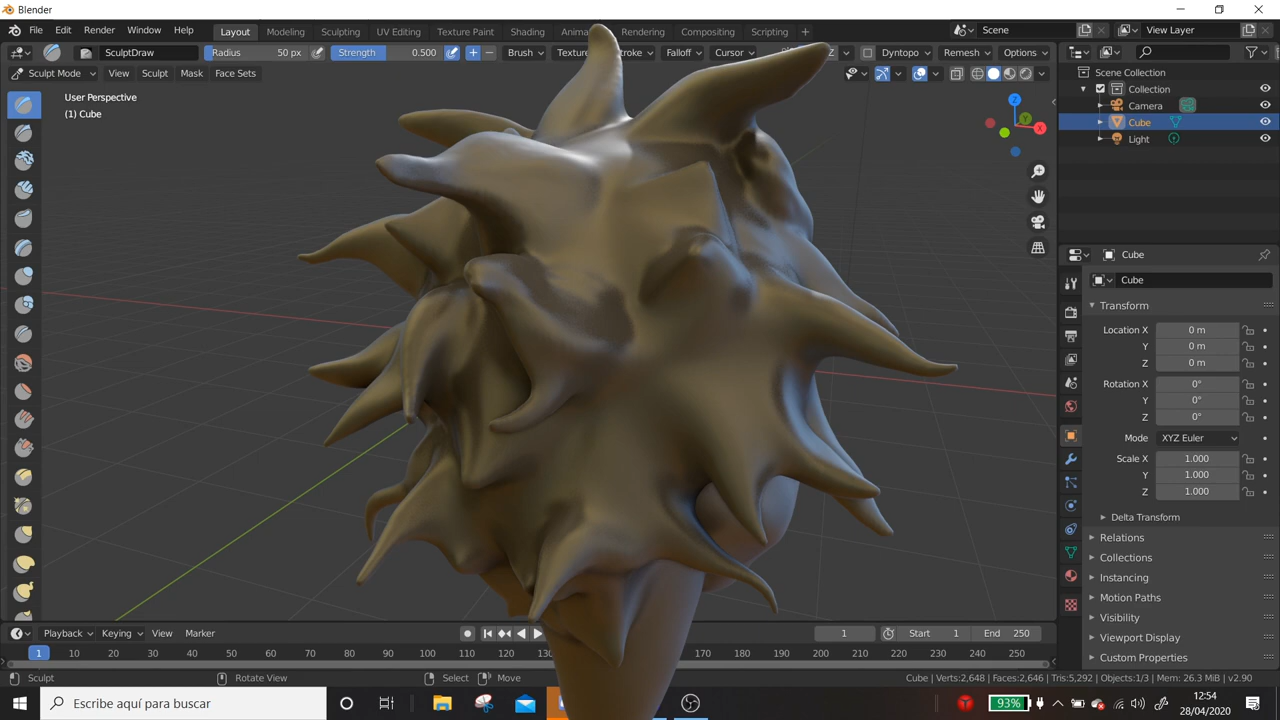 Blender
File Edit Render Window Help Layout Modeling Sculpting UV Editing Texture Paint Shading Rendering Compositing Scripting Scene View Layer
SculptDraw Radius 50 px Strength 0.500 Brush Dyntopo Remesh Options
Falloff Cursor Z
Sculpt Mode View Sculpt Mask Face Sets
User Perspective
(1) Cube
Z
Y
X
Scene Collection
Collection
Camera
Cube
Light
Cube
Cube
Transform
Location X 0 m
Y 0 m
Z 0 m
Rotation X 0°
Y 0°
Z 0°
Mode XYZ Euler
Scale X 1.000
Y 1.000
Z 1.000
Delta Transform
Relations
Collections
Instancing
Motion Paths
Visibility
Viewport Display
Custom Properties
Playback Keying View Marker 1 Start 1 End 250
1 10 20 30 40 50 60 70 80 90 100 110 120 170 180 190 200 210 220 230 240 250
Sculpt Rotate View Select Move Cube | Verts:2,648 | Faces:2,646 | Tris:5,292 | Objects:1/3 | Mem: 26.3 MiB | v2.90
Escribe aquí para buscar 93% 12:54
28/04/2020